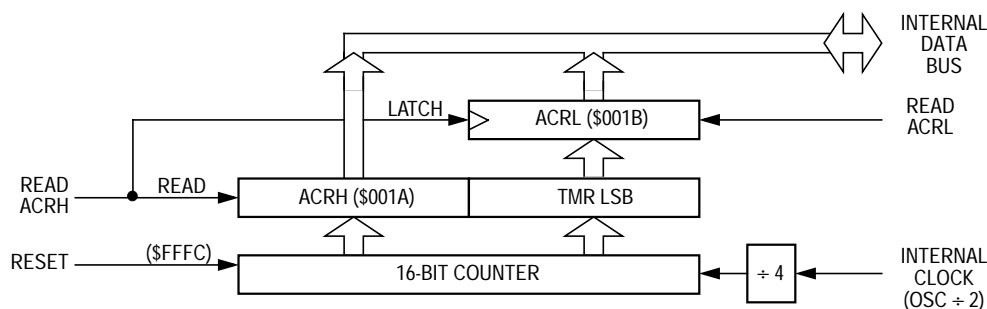 INTERNAL
DATA
BUS
LATCH
ACRL ($001B)
READ
ACRL
READ
ACRH
READ
ACRH ($001A)
TMR LSB
RESET
($FFFC)
16-BIT COUNTER
÷ 4
INTERNAL
CLOCK
(OSC ÷ 2)